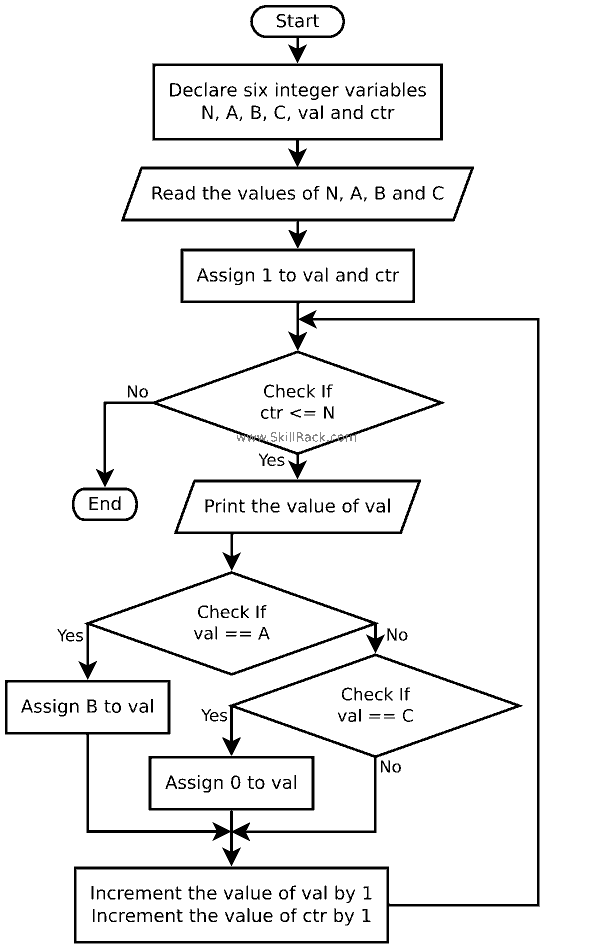 Start
Declare six integer variables
N, A, B, C, val and ctr
Read the values of N, A, B and C
Assign 1 to val and ctr
No
Check If
ctr <= N
www.SkillRack.com
Yes
End
Print the value of val
Check If
val == A
Yes
No
Assign B to val
Check If
val == C
Yes
No
Assign 0 to val
Increment the value of val by 1
Increment the value of ctr by 1